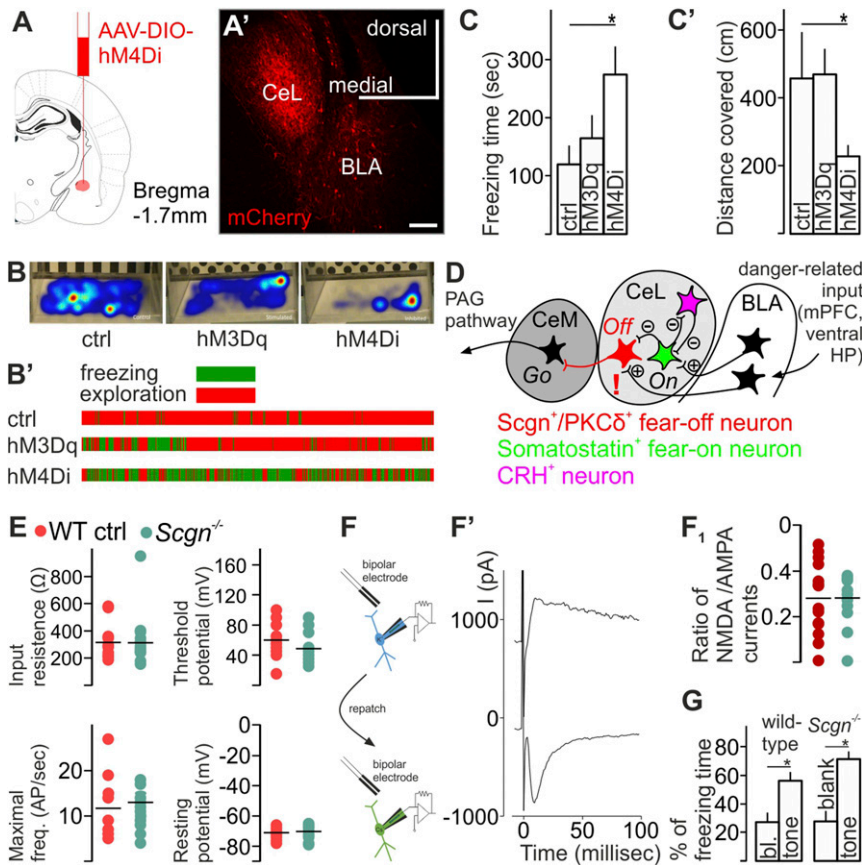 A
AAV-DIO-
hM4Di
Bregma
-1.7mm
A'
dorsal
medial
CeL
BLA
mCherry
C
Freezing time (sec)
300
200
100
ctrl
hM3Dq
hM4Di
*
C'
Distance covered (cm)
600
400
200
ctrl
hM3Dq
hM4Di
*
B
ctrl
hM3Dq
hM4Di
B'
freezing
exploration
ctrl
hM3Dq
hM4Di
D
PAG
pathway
CeM
Go
CeL
Off
On
!
BLA
danger-related
input
(mPFC,
ventral
HP)
Scgn⁺/PKCδ⁺ fear-off neuron
Somatostatin⁺ fear-on neuron
CRH⁺ neuron
E
WT ctrl
Scgn⁻/⁻
Input
resistence (Ω)
800
600
400
200
Threshold
potential (mV)
160
120
80
40
Maximal
freq. (AP/sec)
20
10
Resting
potential (mV)
0
-20
-40
-60
-80
F
bipolar
electrode
repatch
bipolar
electrode
F'
I (pA)
1000
0
-1000
0
50
100
Time (millisec)
F₁
Ratio of
NMDA /AMPA
currents
0
0.4
0.2
0
G
% of
freezing time
80
60
40
20
0
wild-
type
Scgn⁻/⁻
*
*
bl.
tone
blank
tone